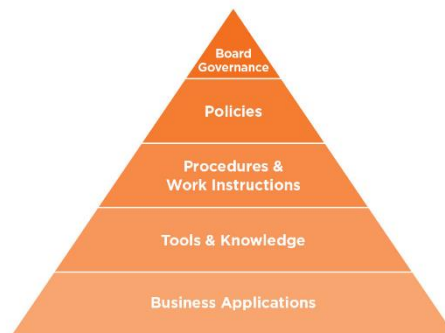 Board
Governance
Policies
Procedures &
Work Instructions
Tools & Knowledge
Business Applications